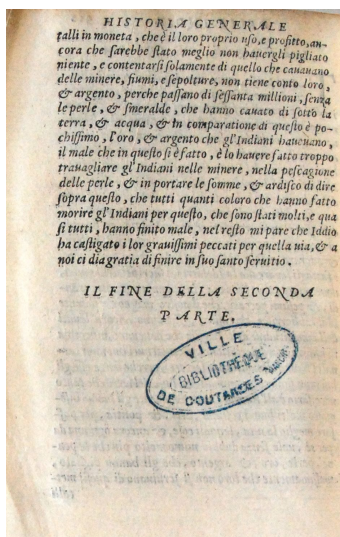 HISTORIA GENERALE
talli in moneta, che è il loro proprio uso, e profitto, an-
cora che sarebbe stato meglio non hauergli pigliato
niente, e contentarsi solamente di quello che cauauano
delle minere, fiumi, e sepolture, non tiene conto loro,
& argento, perche passano di sessanta millioni, senza
le perle, & smeralde, che hanno cauato di sotto la
terra, & acqua, & in comparatione di questo è po-
chissimo, l'oro, & argento che gl'Indiani haueuano,
il male che in questo si è fatto, è lo hauere fatto troppo
trauagliare gl'Indiani nelle minere, nella pescagione
delle perle, & in portare le somme, & ardisco di dire
sopra questo, che tutti quanti coloro che hanno fatto
morire gl'Indiani per questo, che sono stati molti, e qua
si tutti, hanno finito male, nel resto mi pare che Iddio
ha castigato i lor grauissimi peccati per quella uia, & a
noi ci dia gratia di finire in suo santo seruitio.
IL FINE DELLA SECONDA
PARTE.
VILLE
BIBLIOTHÈQUE
DE COUTANCES